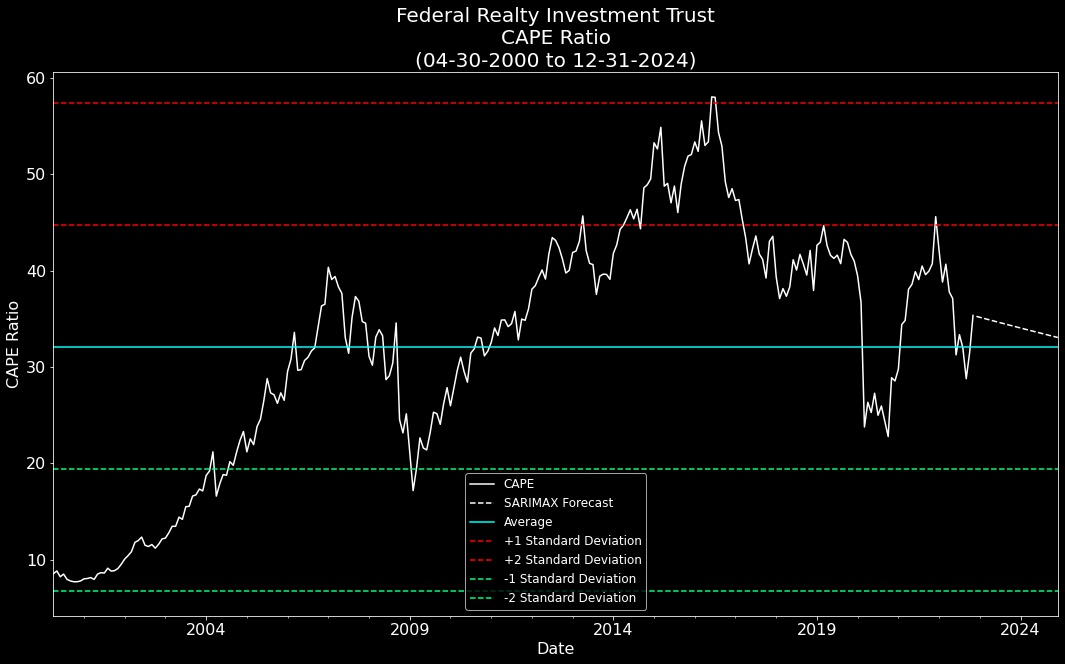 Federal Realty Investment Trust
CAPE Ratio
(04-30-2000 to 12-31-2024)
CAPE Ratio
60
50
40
30
20
10
CAPE
SARIMAX Forecast
Average
+1 Standard Deviation
+2 Standard Deviation
-1 Standard Deviation
-2 Standard Deviation
2004
2009
2014
2019
2024
Date